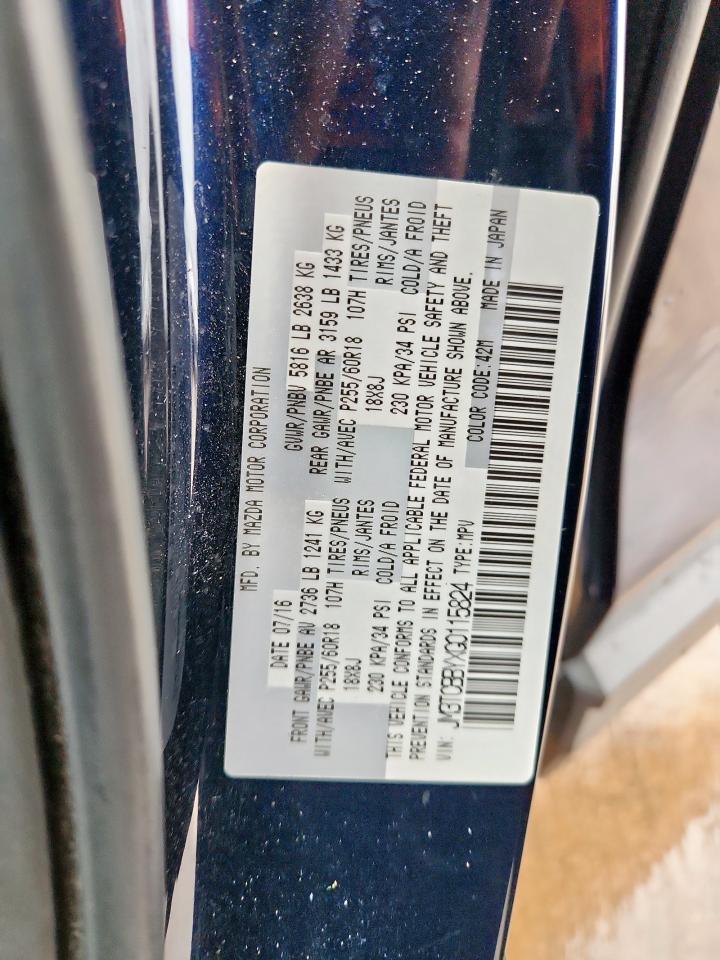 MFD. BY MAZDA MOTOR CORPORATION
DATE 07/16 GVWR/PNBV 5816 LB 2638 KG
FRONT GAWR/PNBE AV 2736 LB 1241 KG REAR GAWR/PNBE AR 3159 LB 1433 KG
WITH/AVEC P255/60R18 107H TIRES/PNEUS WITH/AVEC P255/60R18 107H TIRES/PNEUS
18X8J RIMS/JANTES 18X8J RIMS/JANTES
230 KPA/34 PSI COLD/A FROID 230 KPA/34 PSI COLD/A FROID
THIS VEHICLE CONFORMS TO ALL APPLICABLE FEDERAL MOTOR VEHICLE SAFETY AND THEFT
PREVENTION STANDARDS IN EFFECT ON THE DATE OF MANUFACTURE SHOWN ABOVE.
VIN: JM3TCBBYXG0115824 TYPE:MPV COLOR CODE:42M MADE IN JAPAN